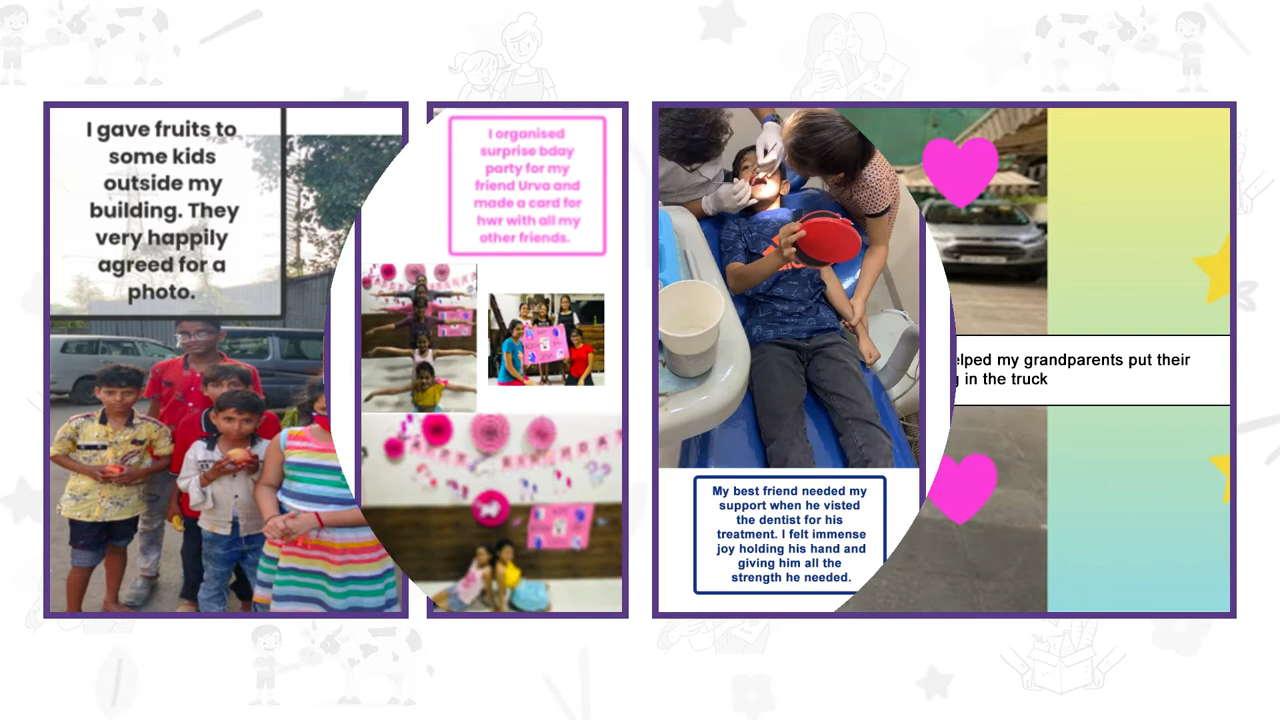 I gave fruits to
some kids
outside my
building. They
very happily
agreed for a
photo.
I organised
surprise bday
party for my
friend Urva and
made a card for
hwr with all my
other friends.
My best friend needed my
support when he visted
the dentist for his
treatment. I felt immense
joy holding his hand and
giving him all the
strength he needed.
elped my grandparents put their
in the truck